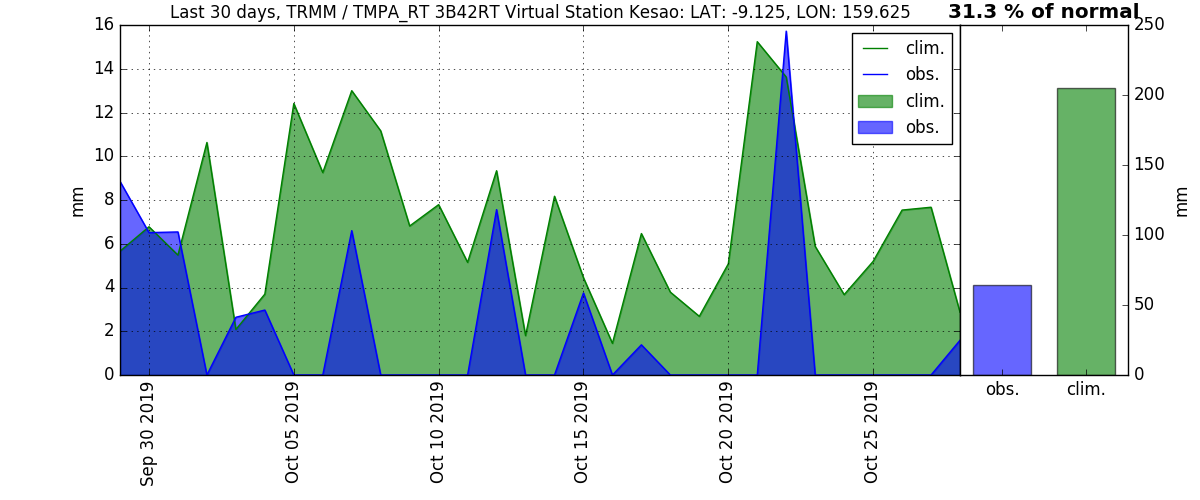 Last 30 days, TRMM / TMPA_RT 3B42RT Virtual Station Kesao: LAT: -9.125, LON: 159.625
31.3 % of normal
16
14
12
10
8
6
4
2
0
mm
clim.
obs.
clim.
obs.
250
200
150
100
50
0
mm
Sep 30 2019
Oct 05 2019
Oct 10 2019
Oct 15 2019
Oct 20 2019
Oct 25 2019
obs.
clim.